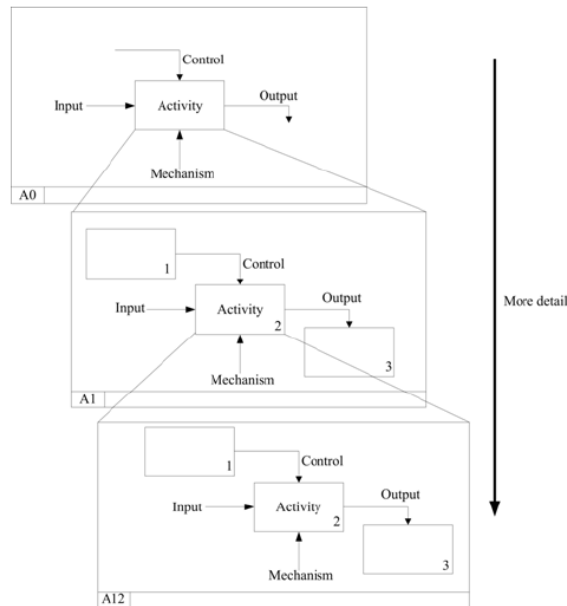 Control
Input
Activity
Output
Mechanism
A0
1
Control
Input
Activity
2
Output
3
Mechanism
A1
More detail
1
Control
Input
Activity
2
Output
3
Mechanism
A12